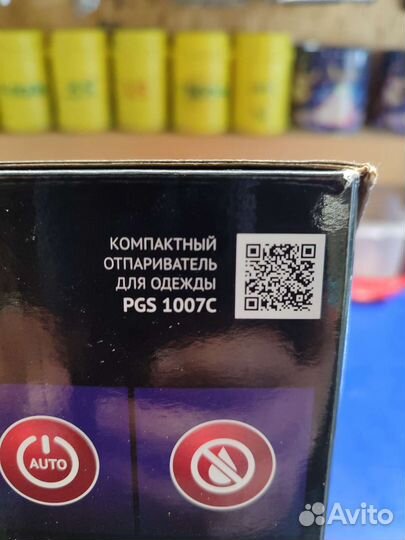 КОМПАКТНЫЙ
ОТПАРИВАТЕЛЬ
ДЛЯ ОДЕЖДЫ
PGS 1007C
AUTO
Avito